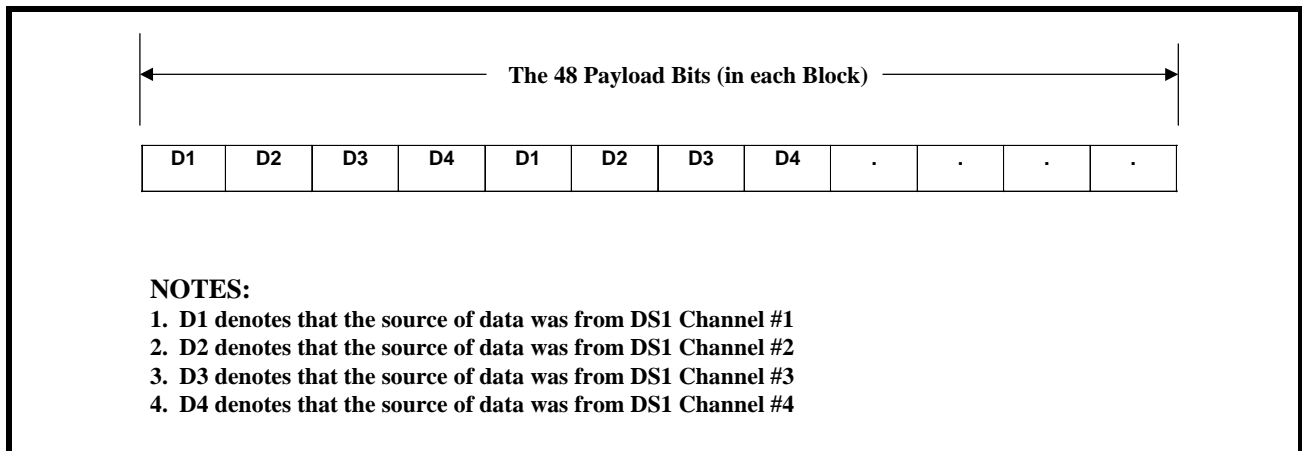 The 48 Payload Bits (in each Block)
D1 D2 D3 D4 D1 D2 D3 D4 . . . .
NOTES:
1. D1 denotes that the source of data was from DS1 Channel #1
2. D2 denotes that the source of data was from DS1 Channel #2
3. D3 denotes that the source of data was from DS1 Channel #3
4. D4 denotes that the source of data was from DS1 Channel #4